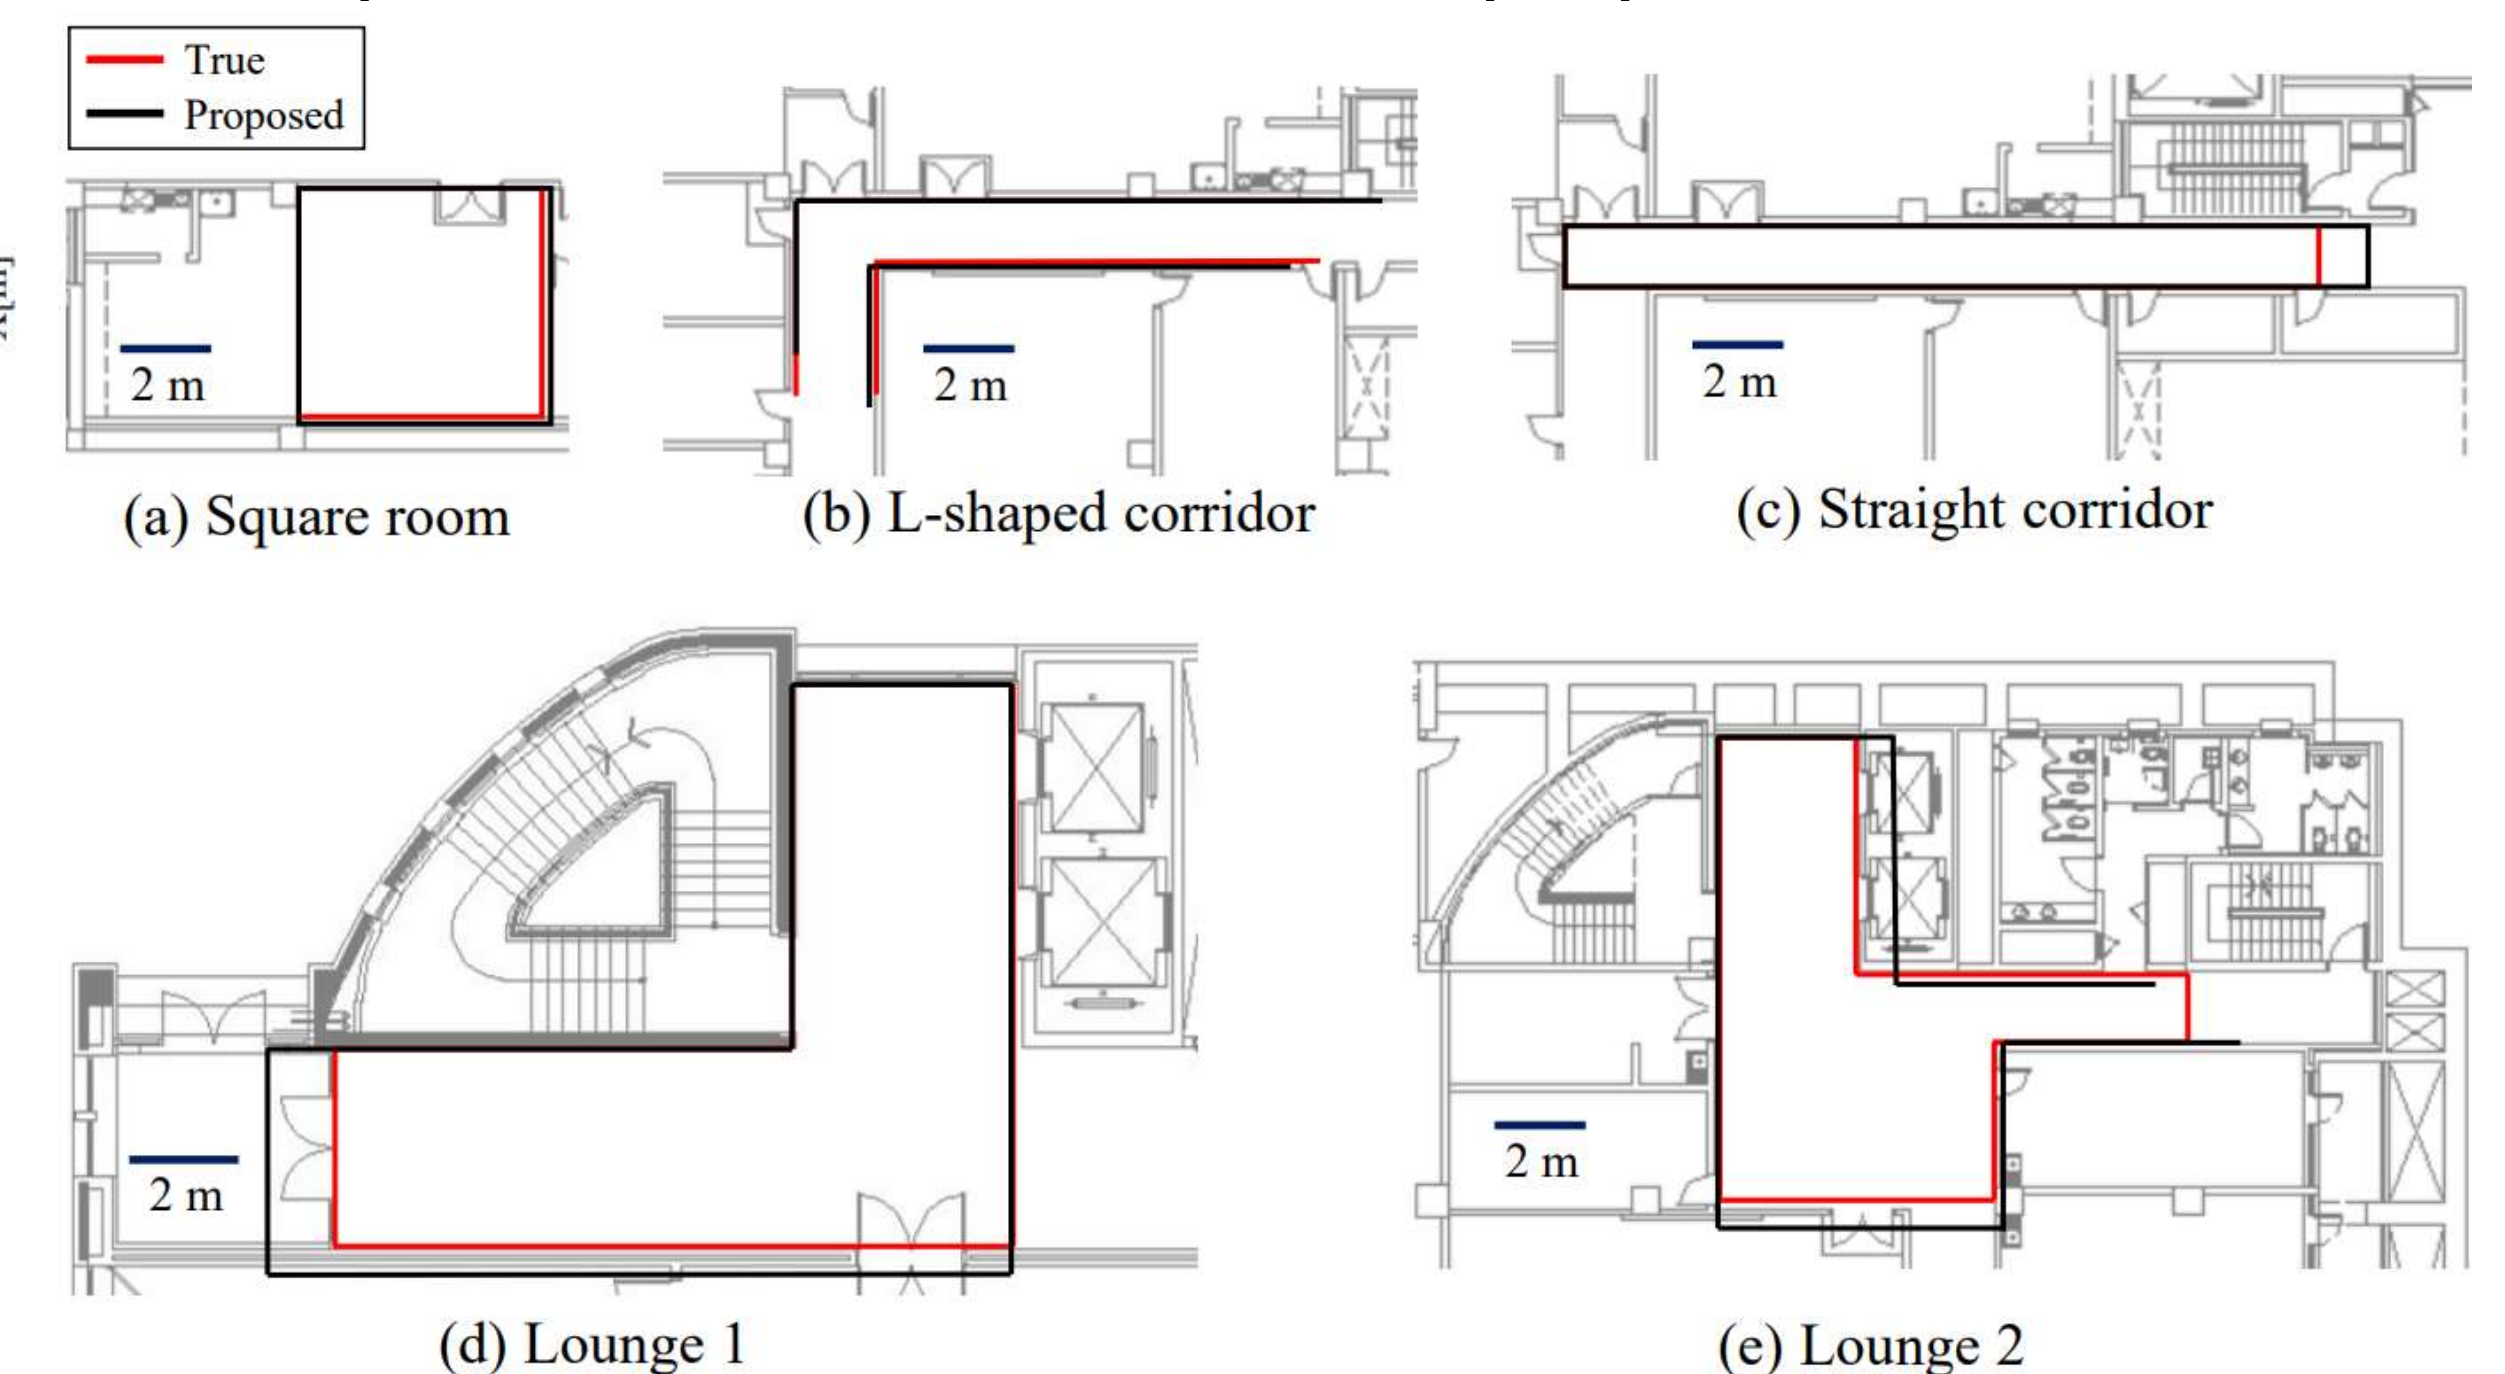 True
Proposed
2 m
2 m
2 m
(a) Square room
(b) L-shaped corridor
(c) Straight corridor
2 m
2 m
(d) Lounge 1
(e) Lounge 2